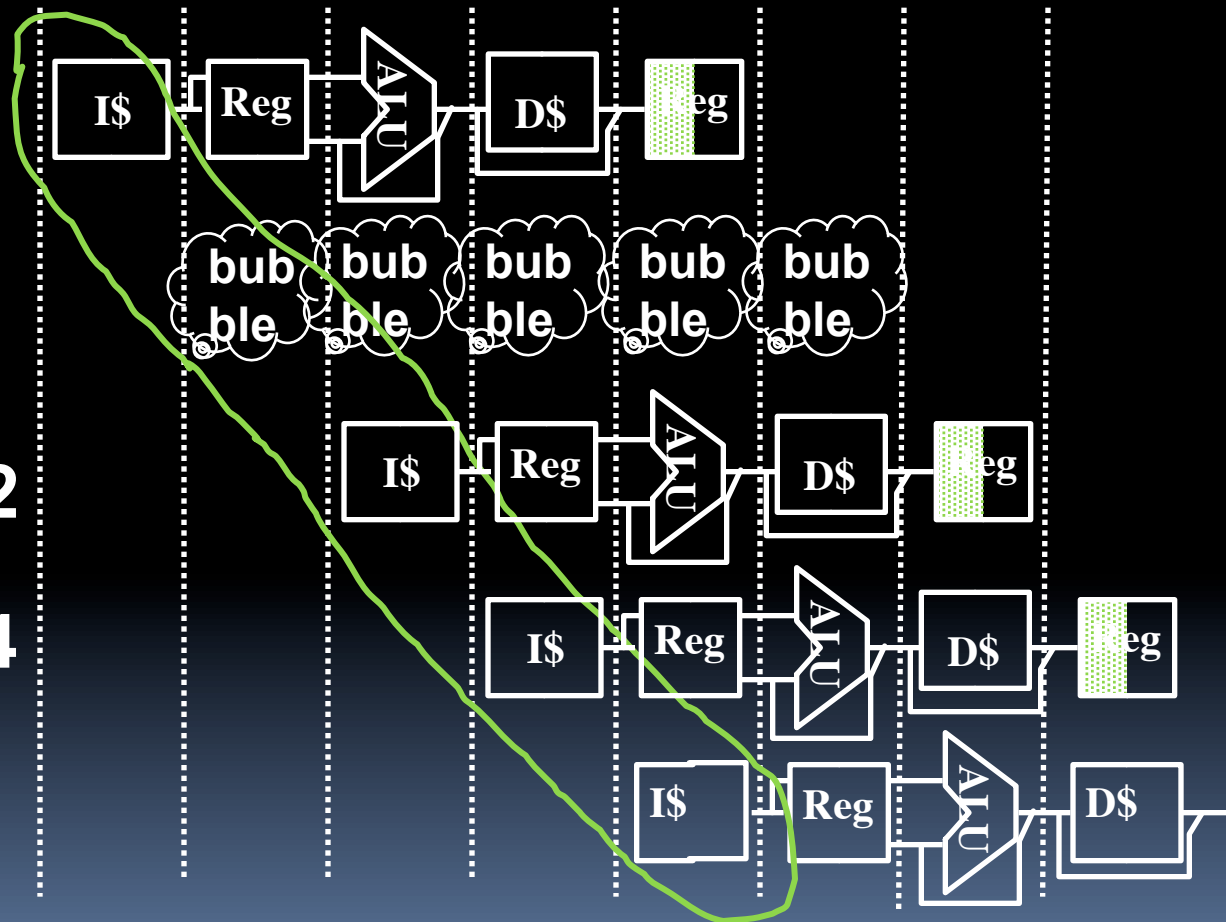 I$ Reg ALU D$ Reg
bub bub bub bub bub
ble ble ble ble ble
2 I$ Reg ALU D$ Reg
4 I$ Reg ALU D$ Reg
I$ Reg ALU D$